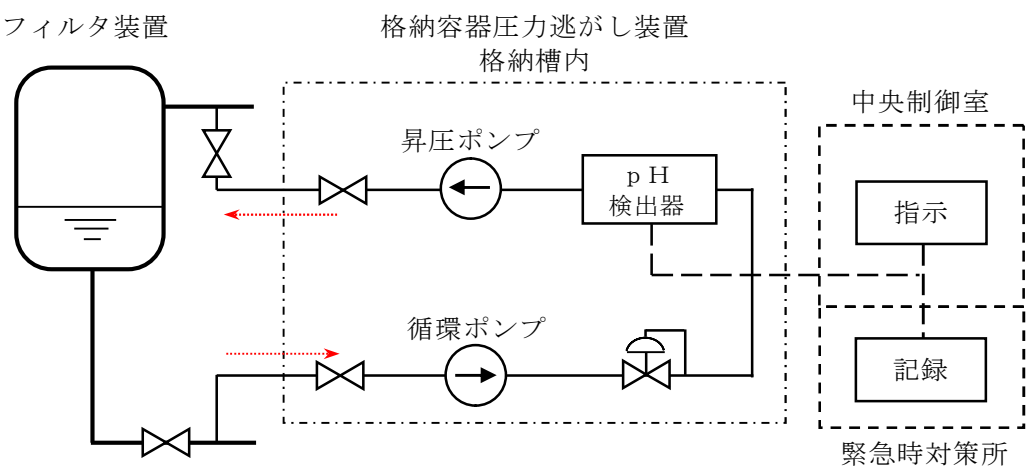 フィルタ装置
格納容器圧力逃がし装置
格納槽内
中央制御室
昇圧ポンプ
ｐＨ
検出器
指示
循環ポンプ
記録
緊急時対策所